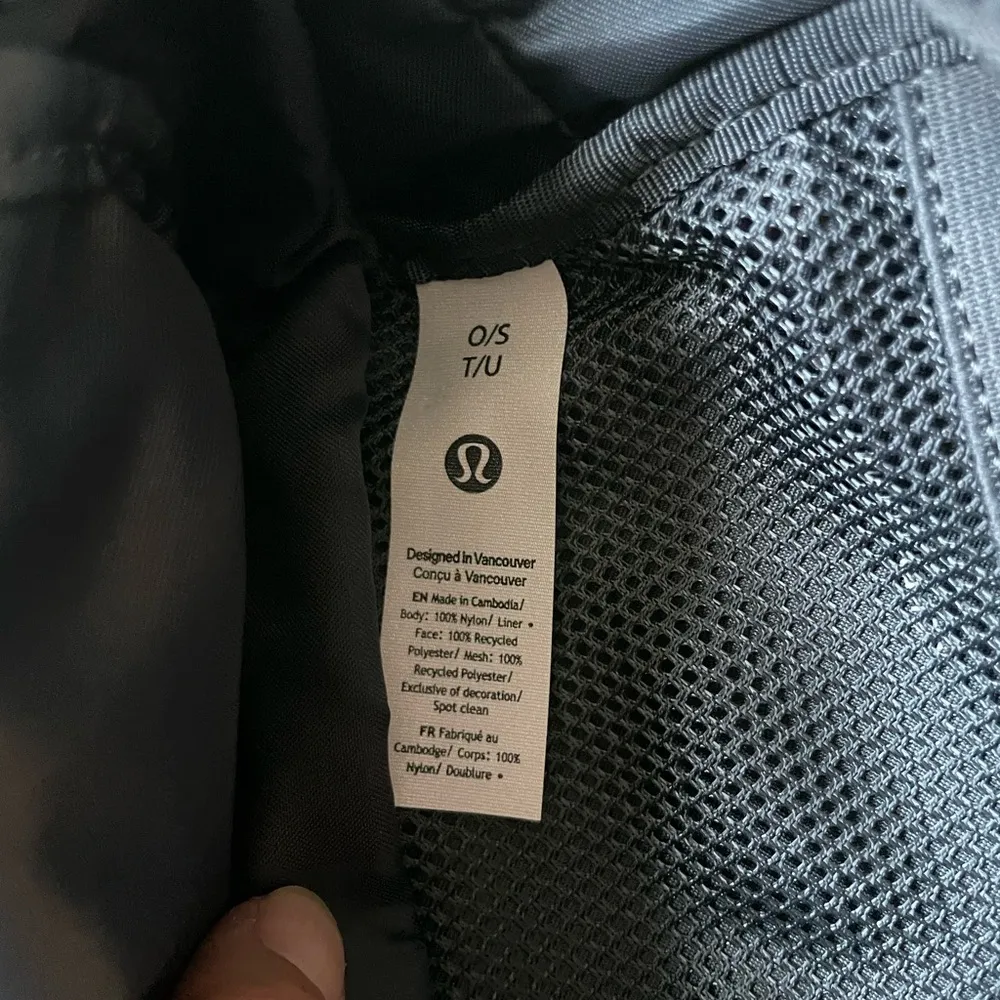 O/S
T/U
Designed In Vancouver
Conçu à Vancouver
EN Made in Cambodia/
Body: 100% Nylon/ Liner •
Face: 100% Recycled
Polyester/ Mesh: 100%
Recycled Polyester/
Exclusive of decoration/
Spot clean
FR Fabriqué au
Cambodge/ Corps: 100%
Nylon/ Doublure •